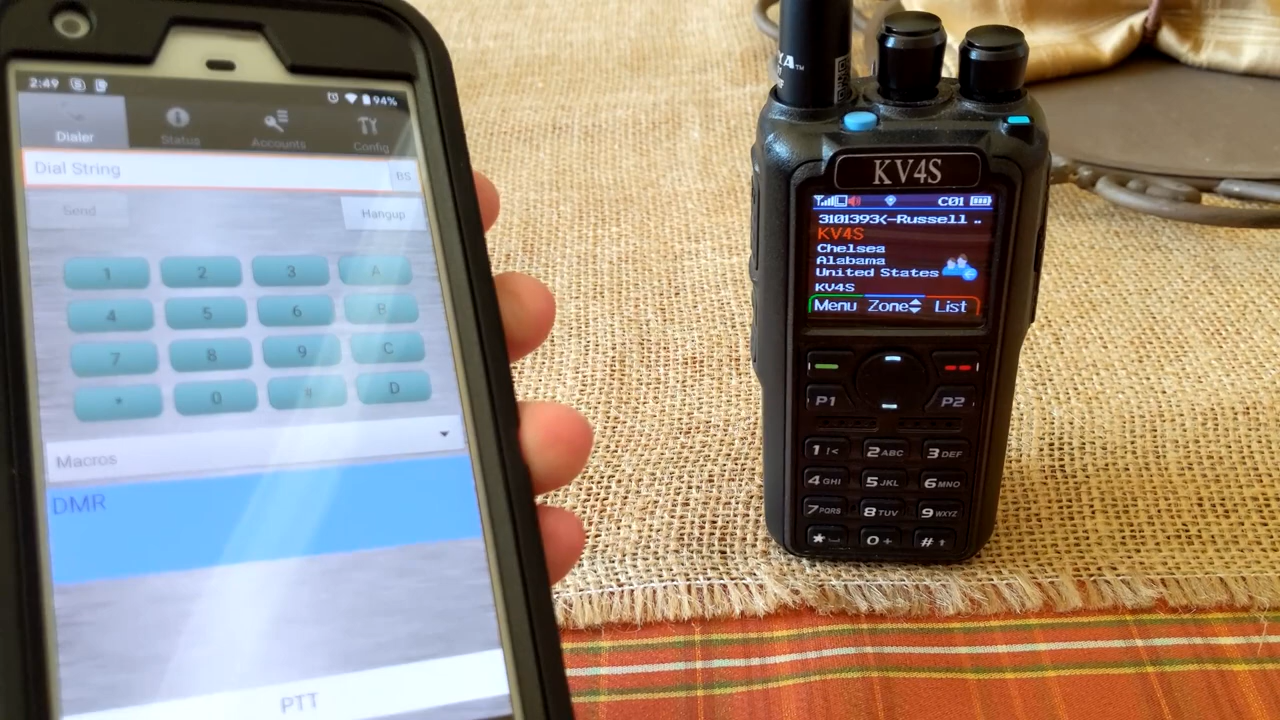 2:49 94%
Dialer Status Accounts Config
Dial String BS
Send Hangup
1 2 3 A
4 5 6 B
7 8 9 C
* 0 # D
Macros
DMR
PTT
KV4S
C01
3101393<-Russell ..
KV4S
Chelsea
Alabama
United States
KV4S
Menu Zone List
P1 P2
1 2ABC 3DEF
4GHI 5JKL 6MNO
7PQRS 8TUV 9WXYZ
* 0+ #